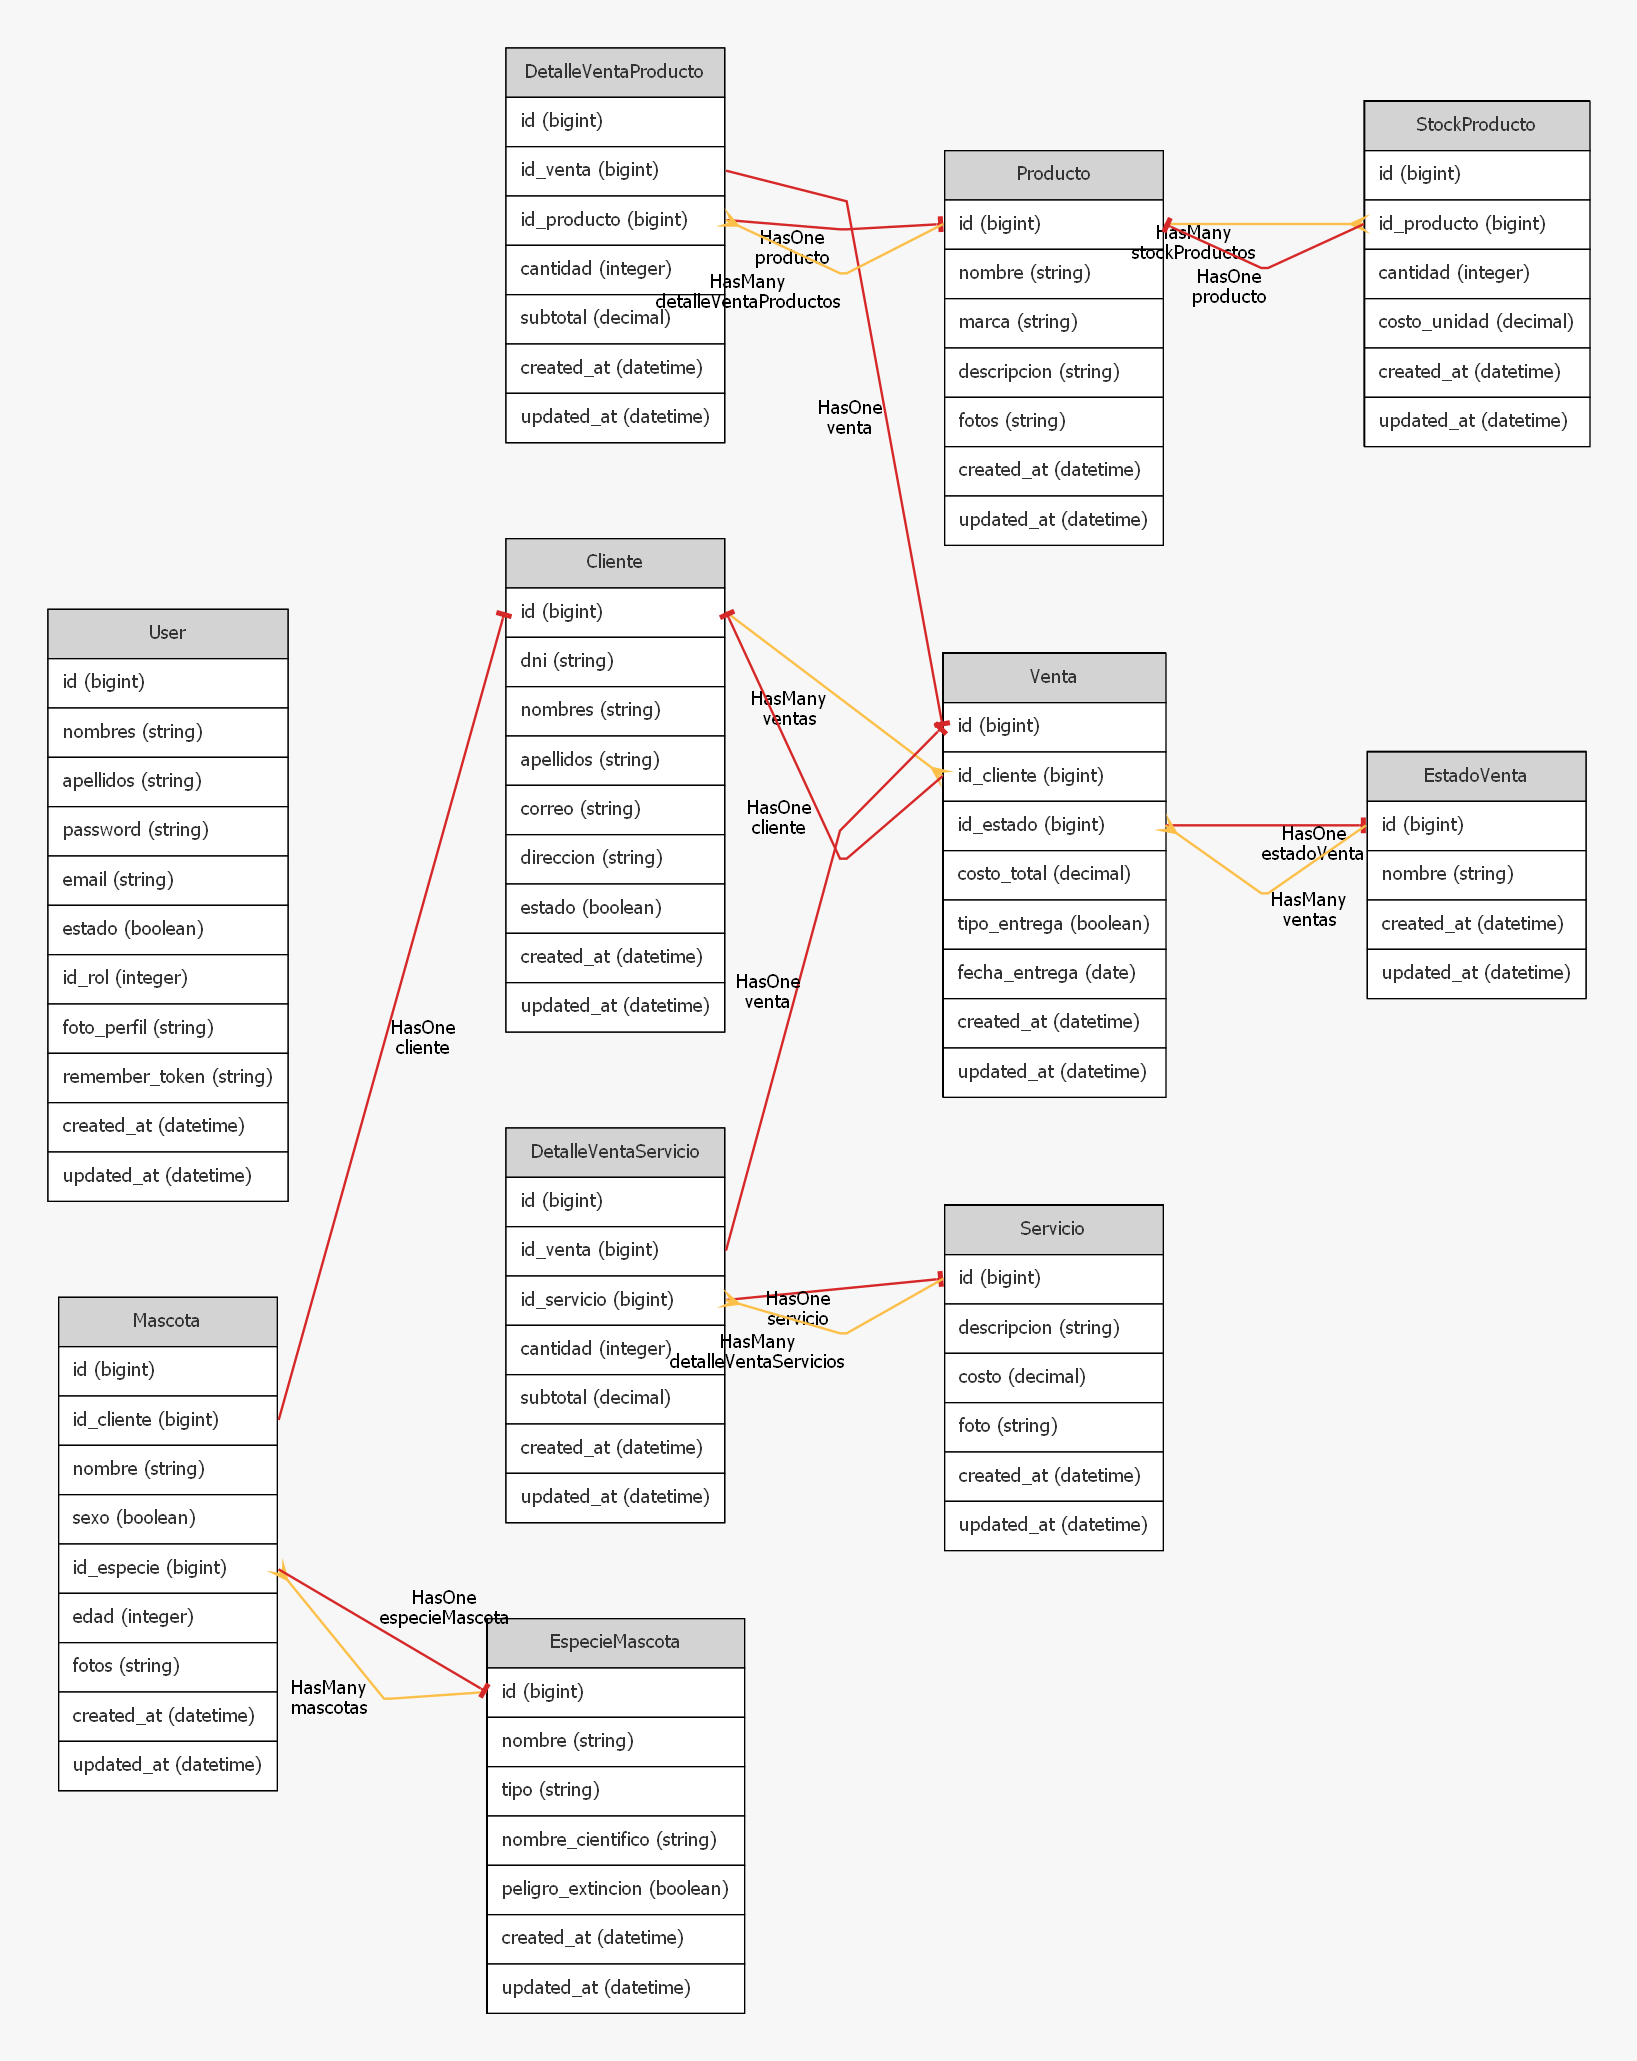 DetalleVentaProducto
id (bigint)
id_venta (bigint)
id_producto (bigint)
cantidad (integer)
subtotal (decimal)
created_at (datetime)
updated_at (datetime)
HasOne
producto
HasMany
detalleVentaProductos
HasOne
venta
Producto
id (bigint)
nombre (string)
marca (string)
descripcion (string)
fotos (string)
created_at (datetime)
updated_at (datetime)
HasMany
stockProductos
HasOne
producto
StockProducto
id (bigint)
id_producto (bigint)
cantidad (integer)
costo_unidad (decimal)
created_at (datetime)
updated_at (datetime)
User
id (bigint)
nombres (string)
apellidos (string)
password (string)
email (string)
estado (boolean)
id_rol (integer)
foto_perfil (string)
remember_token (string)
created_at (datetime)
updated_at (datetime)
HasOne
cliente
Cliente
id (bigint)
dni (string)
nombres (string)
apellidos (string)
correo (string)
direccion (string)
estado (boolean)
created_at (datetime)
updated_at (datetime)
HasMany
ventas
HasOne
cliente
HasOne
venta
Venta
id (bigint)
id_cliente (bigint)
id_estado (bigint)
costo_total (decimal)
tipo_entrega (boolean)
fecha_entrega (date)
created_at (datetime)
updated_at (datetime)
HasOne
estadoVenta
HasMany
ventas
EstadoVenta
id (bigint)
nombre (string)
created_at (datetime)
updated_at (datetime)
DetalleVentaServicio
id (bigint)
id_venta (bigint)
id_servicio (bigint)
cantidad (integer)
subtotal (decimal)
created_at (datetime)
updated_at (datetime)
HasOne
servicio
HasMany
detalleVentaServicios
Servicio
id (bigint)
descripcion (string)
costo (decimal)
foto (string)
created_at (datetime)
updated_at (datetime)
Mascota
id (bigint)
id_cliente (bigint)
nombre (string)
sexo (boolean)
id_especie (bigint)
edad (integer)
fotos (string)
created_at (datetime)
updated_at (datetime)
HasOne
especieMascota
HasMany
mascotas
EspecieMascota
id (bigint)
nombre (string)
tipo (string)
nombre_cientifico (string)
peligro_extincion (boolean)
created_at (datetime)
updated_at (datetime)